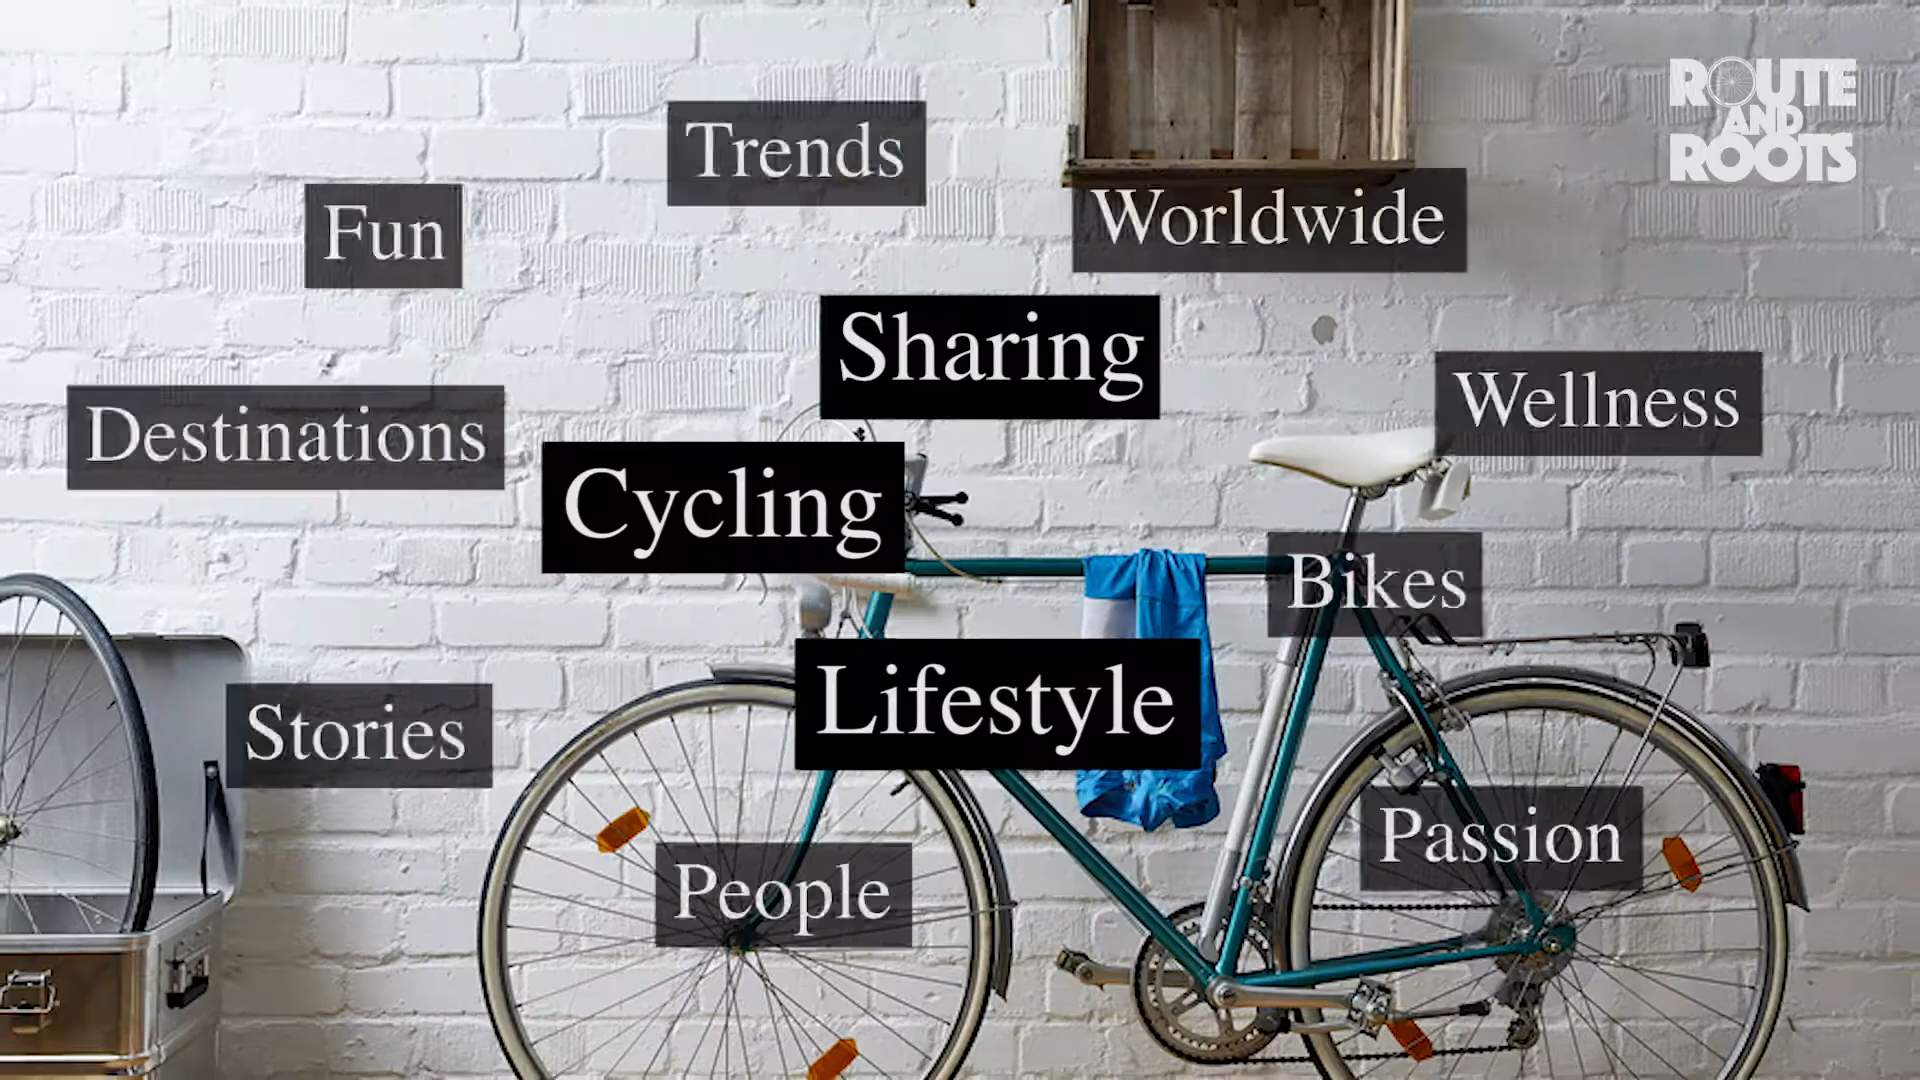 ROUTE
AND
ROOTS
Trends
Fun
Worldwide
Sharing
Destinations
Wellness
Cycling
Bikes
Lifestyle
Stories
Passion
People